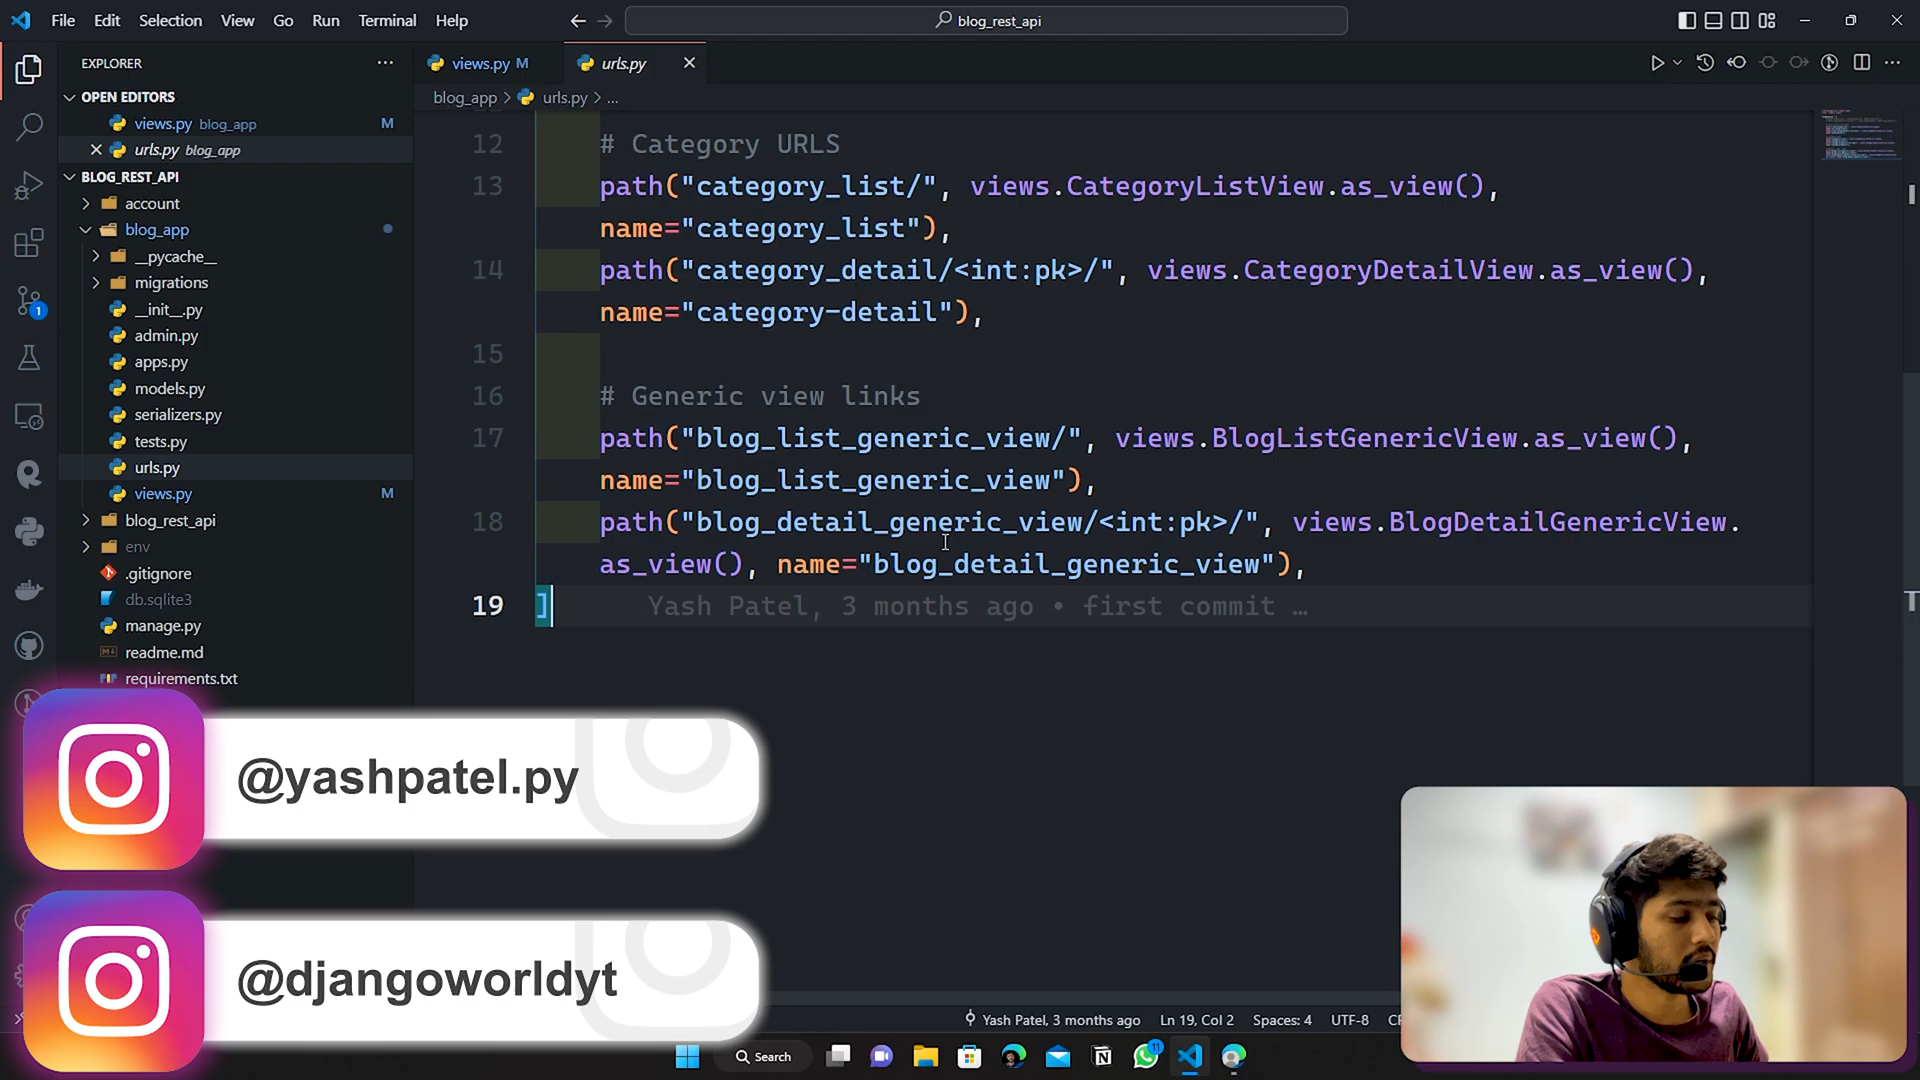 File Edit Selection View Go Run Terminal Help
blog_rest_api
EXPLORER
OPEN EDITORS
views.py blog_app M
urls.py blog_app
BLOG_REST_API
account
blog_app
__pycache__
migrations
__init__.py
admin.py
apps.py
models.py
serializers.py
tests.py
urls.py
views.py M
blog_rest_api
env
.gitignore
db.sqlite3
manage.py
readme.md
requirements.txt
1
views.py M
urls.py
blog_app > urls.py > ...
12 # Category URLS
13 path("category_list/", views.CategoryListView.as_view(),
name="category_list"),
14 path("category_detail/<int:pk>/", views.CategoryDetailView.as_view(),
name="category-detail"),
15
16 # Generic view links
17 path("blog_list_generic_view/", views.BlogListGenericView.as_view(),
name="blog_list_generic_view"),
18 path("blog_detail_generic_view/<int:pk>/", views.BlogDetailGenericView.
as_view(), name="blog_detail_generic_view"),
19 ] Yash Patel, 3 months ago • first commit …
@yashpatel.py
@djangoworldyt
Yash Patel, 3 months ago Ln 19, Col 2 Spaces: 4 UTF-8
Search
11